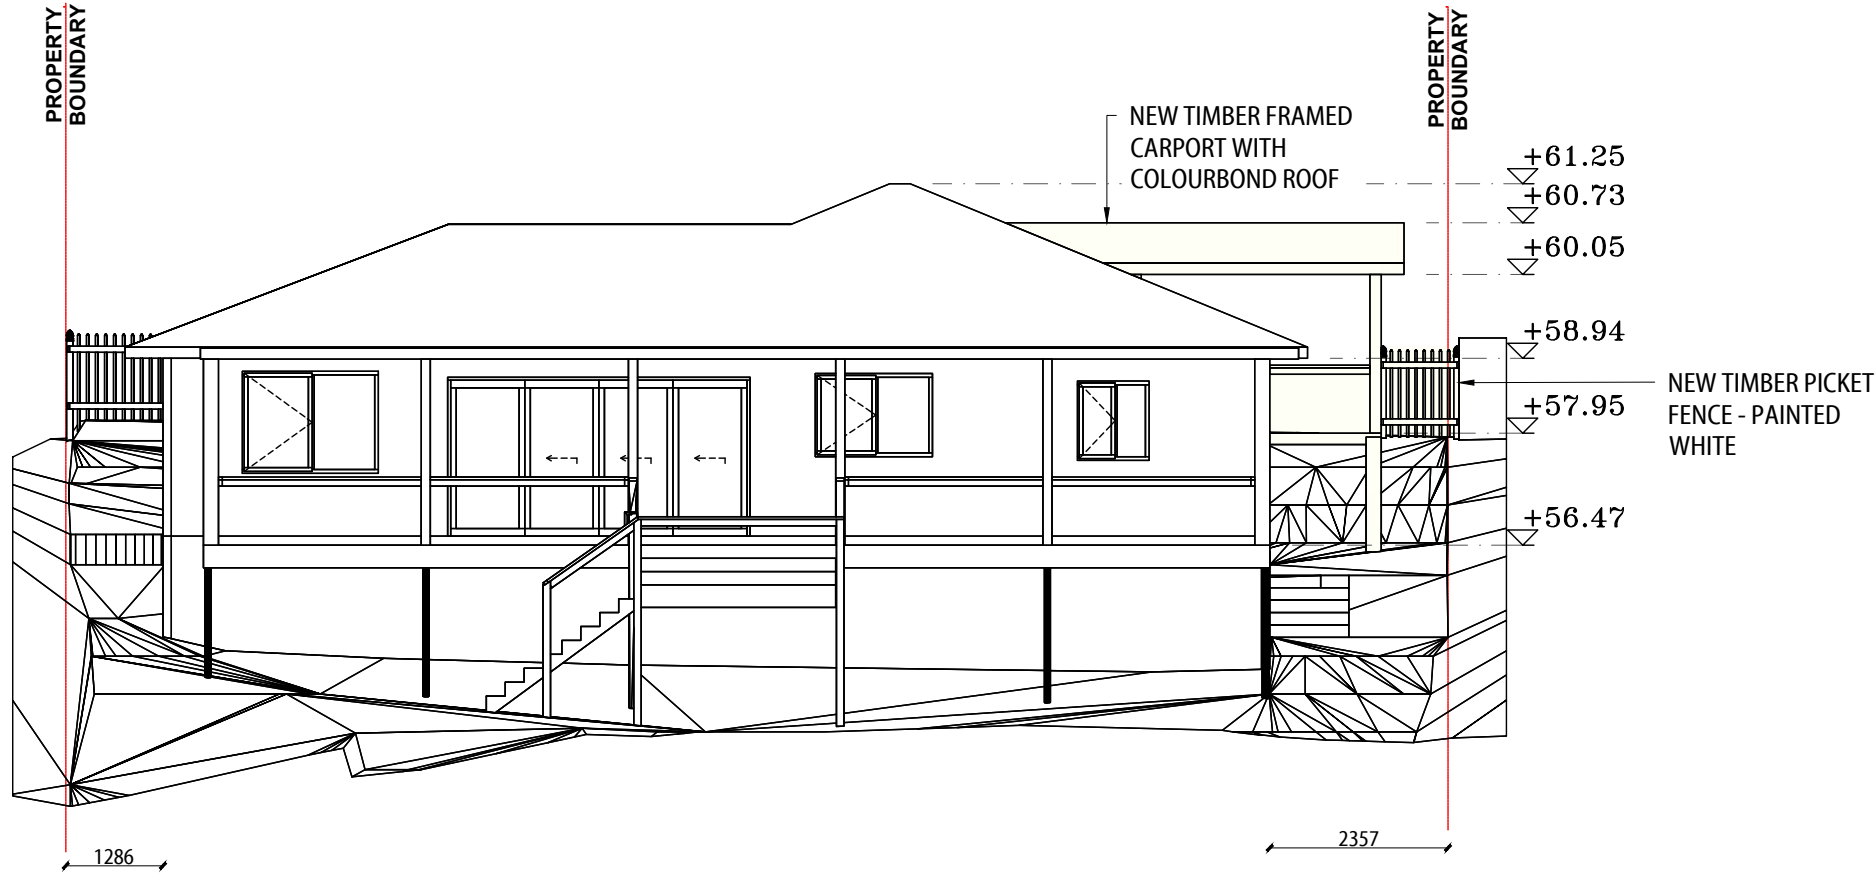 PROPERTY
BOUNDARY
PROPERTY
BOUNDARY
NEW TIMBER FRAMED
CARPORT WITH
COLOURBOND ROOF
+61.25
+60.73
+60.05
+58.94
+57.95
+56.47
NEW TIMBER PICKET
FENCE - PAINTED
WHITE
1286
2357